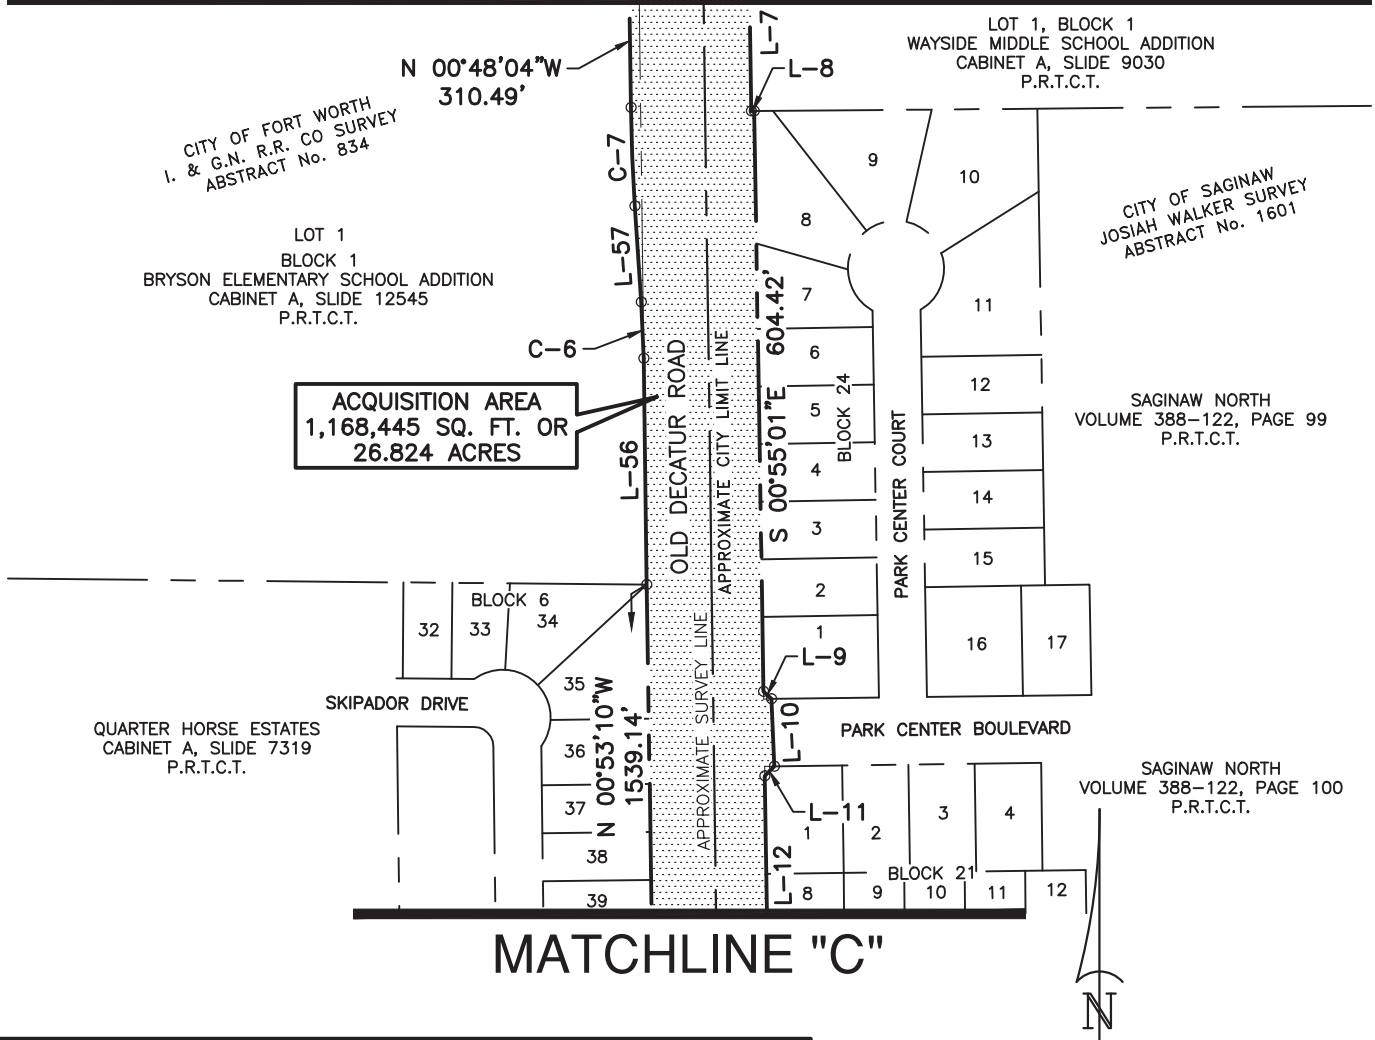 L-7
LOT 1, BLOCK 1
WAYSIDE MIDDLE SCHOOL ADDITION
CABINET A, SLIDE 9030
P.R.T.C.T.
N 00°48'04"W
310.49'
L-8
CITY OF FORT WORTH
I. & G.N. R.R. CO SURVEY
ABSTRACT No. 834
C-7
9
10
CITY OF SAGINAW
JOSIAH WALKER SURVEY
ABSTRACT No. 1601
8
LOT 1
BLOCK 1
BRYSON ELEMENTARY SCHOOL ADDITION
CABINET A, SLIDE 12545
P.R.T.C.T.
L-57
7
11
C-6
S 00°55'01"E 604.42'
OLD DECATUR ROAD
APPROXIMATE CITY LIMIT LINE
6
5
BLOCK 24
4
3
2
1
PARK CENTER COURT
12
13
14
15
16
17
ACQUISITION AREA
1,168,445 SQ. FT. OR
26.824 ACRES
L-56
SAGINAW NORTH
VOLUME 388-122, PAGE 99
P.R.T.C.T.
BLOCK 6
32
33
34
35
36
37
38
39
SKIPADOR DRIVE
QUARTER HORSE ESTATES
CABINET A, SLIDE 7319
P.R.T.C.T.
N 00°53'10"W
1539.14'
APPROXIMATE SURVEY LINE
L-9
L-10
PARK CENTER BOULEVARD
L-11
L-12
1
2
3
4
BLOCK 21
8
9
10
11
12
SAGINAW NORTH
VOLUME 388-122, PAGE 100
P.R.T.C.T.
MATCHLINE "C"
N